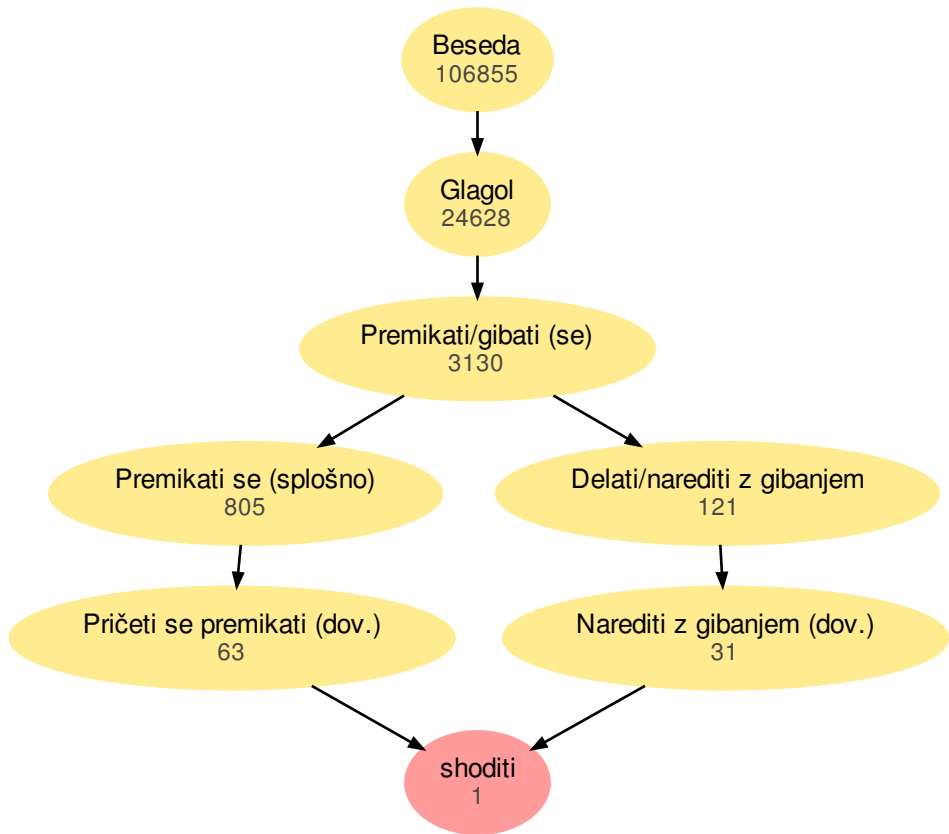 Beseda
106855
Glagol
24628
Premikati/gibati (se)
3130
Premikati se (splošno)
805
Delati/narediti z gibanjem
121
Pričeti se premikati (dov.)
63
Narediti z gibanjem (dov.)
31
shoditi
1